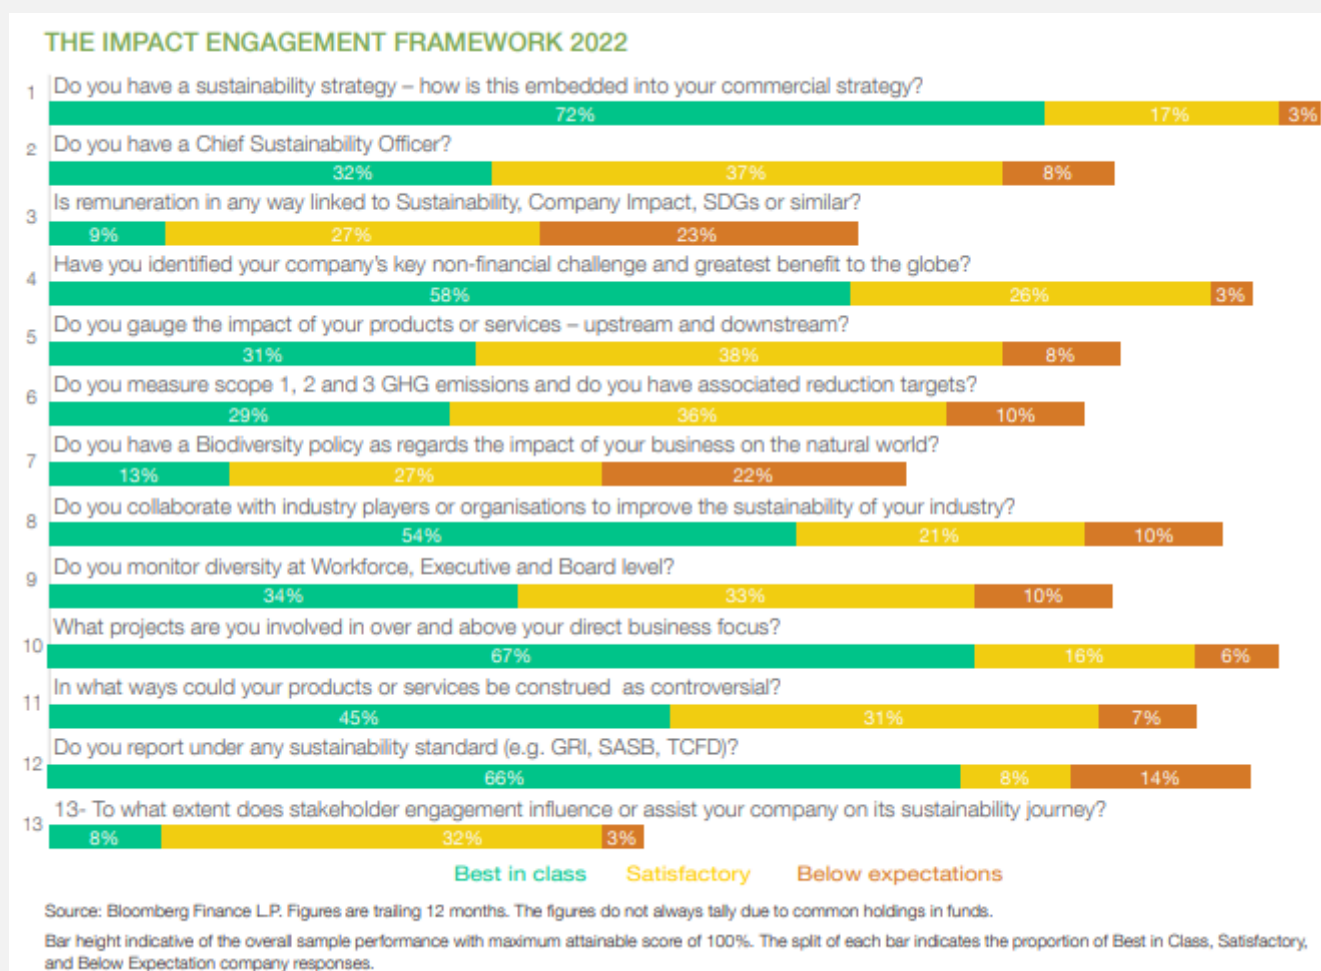 THE IMPACT ENGAGEMENT FRAMEWORK 2022
1 Do you have a sustainability strategy – how is this embedded into your commercial strategy?
72% 17% 3%
2 Do you have a Chief Sustainability Officer?
32% 37% 8%
3 Is remuneration in any way linked to Sustainability, Company Impact, SDGs or similar?
9% 27% 23%
4 Have you identified your company's key non-financial challenge and greatest benefit to the globe?
58% 26% 3%
5 Do you gauge the impact of your products or services – upstream and downstream?
31% 38% 8%
6 Do you measure scope 1, 2 and 3 GHG emissions and do you have associated reduction targets?
29% 36% 10%
7 Do you have a Biodiversity policy as regards the impact of your business on the natural world?
13% 27% 22%
8 Do you collaborate with industry players or organisations to improve the sustainability of your industry?
54% 21% 10%
9 Do you monitor diversity at Workforce, Executive and Board level?
34% 33% 10%
10 What projects are you involved in over and above your direct business focus?
67% 16% 6%
11 In what ways could your products or services be construed as controversial?
45% 31% 7%
12 Do you report under any sustainability standard (e.g. GRI, SASB, TCFD)?
66% 8% 14%
13 13- To what extent does stakeholder engagement influence or assist your company on its sustainability journey?
8% 32% 3%
Best in class Satisfactory Below expectations
Source: Bloomberg Finance L.P. Figures are trailing 12 months. The figures do not always tally due to common holdings in funds.
Bar height indicative of the overall sample performance with maximum attainable score of 100%. The split of each bar indicates the proportion of Best in Class, Satisfactory,
and Below Expectation company responses.